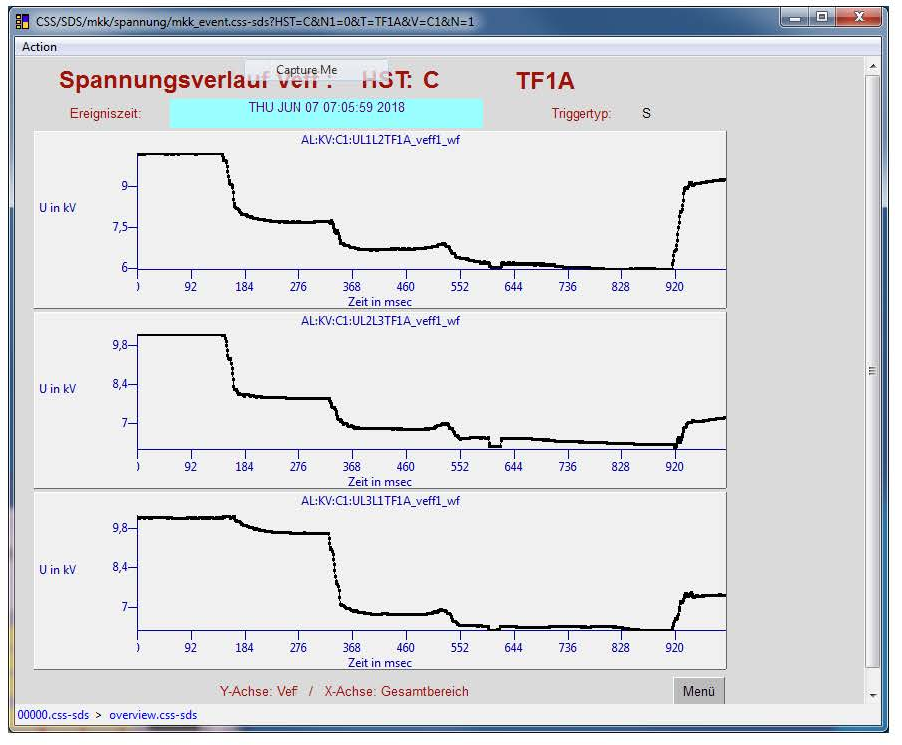 CSS/SDS/mkk/spannung/mkk_event.css-sds?HST=C&N1=0&T=TF1A&V=C1&N=1
Action
Capture Me
Spannungsverlauf Veff : HST: C TF1A
Ereigniszeit: THU JUN 07 07:05:59 2018 Triggertyp: S
AL:KV:C1:UL1L2TF1A_veff1_wf
9
U in kV
7,5
6
0 92 184 276 368 460 552 644 736 828 920
Zeit in msec
AL:KV:C1:UL2L3TF1A_veff1_wf
9,8
U in kV
8,4
7
0 92 184 276 368 460 552 644 736 828 920
Zeit in msec
AL:KV:C1:UL3L1TF1A_veff1_wf
9,8
U in kV
8,4
7
0 92 184 276 368 460 552 644 736 828 920
Zeit in msec
Y-Achse: Veff / X-Achse: Gesamtbereich
Menü
00000.css-sds > overview.css-sds